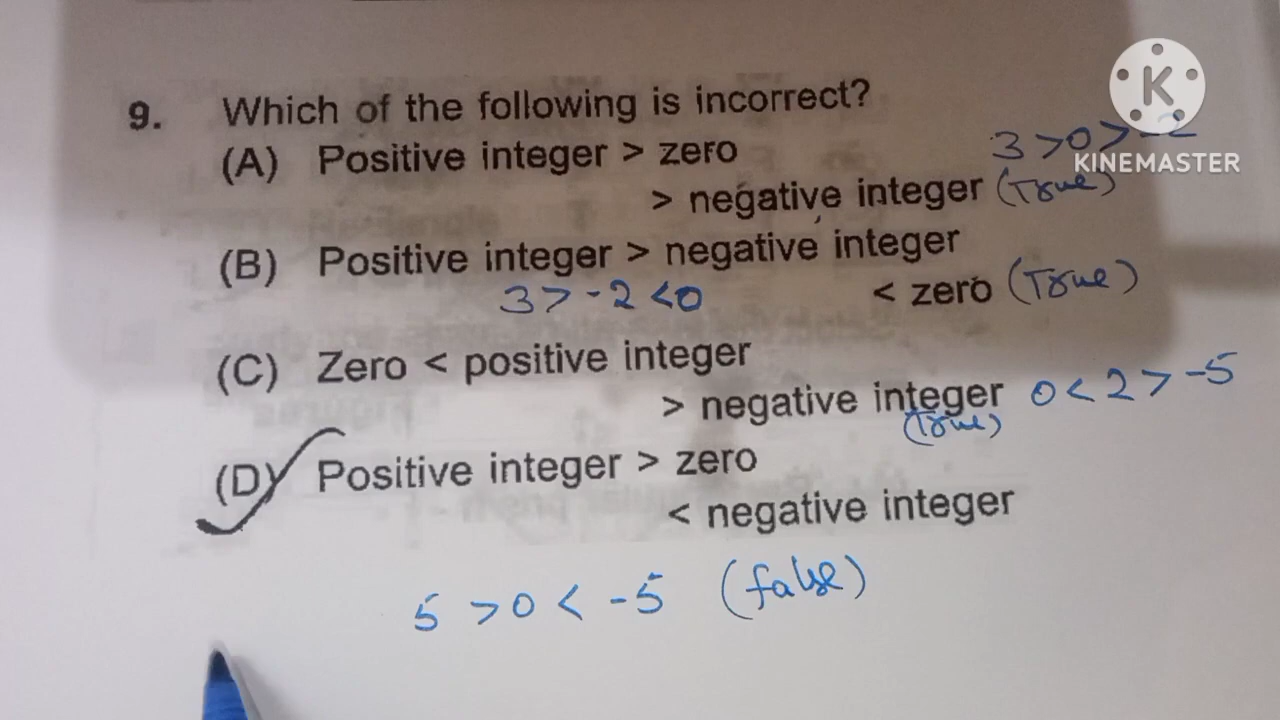 9. Which of the following is incorrect?
(A) Positive integer > zero
3 > 0 > -2
> negative integer (True)
KINEMASTER
(B) Positive integer > negative integer
< zero (True)
3 > -2 < 0
(C) Zero < positive integer
> negative integer 0 < 2 > -5
(True)
(D) Positive integer > zero
< negative integer
5 > 0 < -5 (false)